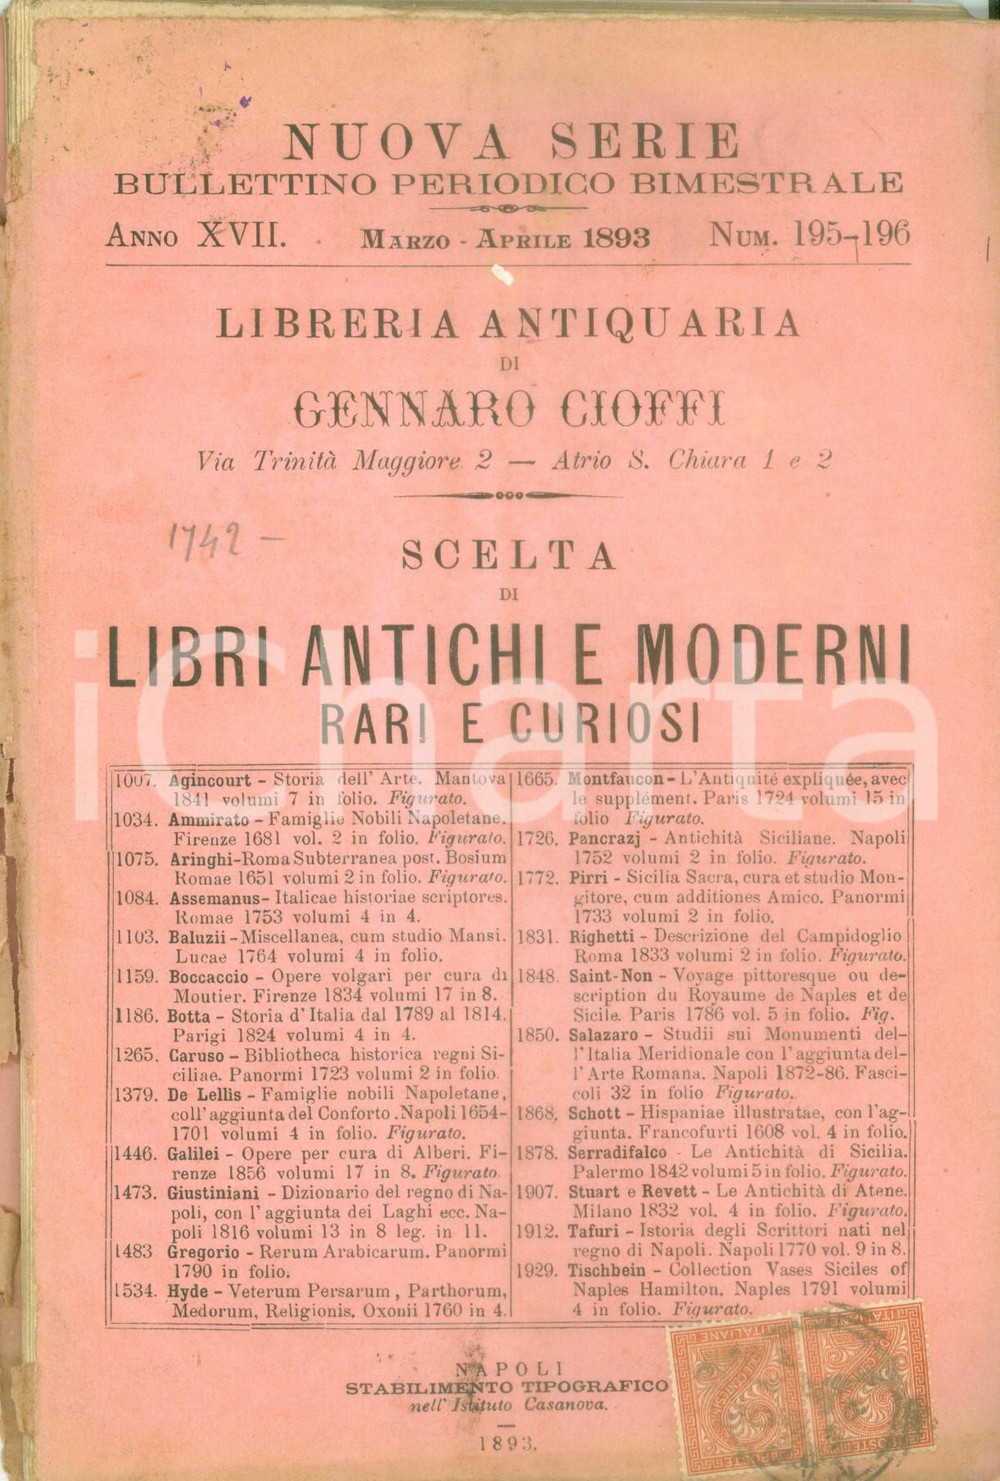 NUOVA SERIE
BULLETTINO PERIODICO BIMESTRALE
ANNO XVII. MARZO - APRILE 1893 NUM. 195-196
LIBRERIA ANTIQUARIA
DI
GENNARO CIOFFI
Via Trinità Maggiore 2 — Atrio S. Chiara 1 e 2
1742 -
SCELTA
DI
LIBRI ANTICHI E MODERNI
RARI E CURIOSI
1007. Agincourt - Storia dell' Arte. Mantova
1841 volumi 7 in folio. Figurato.
1034. Ammirato - Famiglie Nobili Napoletane.
Firenze 1681 vol. 2 in folio. Figurato.
1075. Aringhi - Roma Subterranea post. Bosium
Romae 1651 volumi 2 in folio. Figurato.
1084. Assemanus - Italicae historiae scriptores.
Romae 1753 volumi 4 in 4.
1103. Baluzii - Miscellanea, cum studio Mansi.
Lucae 1764 volumi 4 in folio.
1159. Boccaccio - Opere volgari per cura di
Moutier. Firenze 1834 volumi 17 in 8.
1186. Botta - Storia d' Italia dal 1789 al 1814.
Parigi 1824 volumi 4 in 4.
1265. Caruso - Bibliotheca historica regni Si-
ciliae. Panormi 1723 volumi 2 in folio.
1379. De Lellis - Famiglie nobili Napoletane,
coll' aggiunta del Conforto. Napoli 1654-
1701 volumi 4 in folio. Figurato.
1446. Galilei - Opere per cura di Alberi. Fi-
renze 1856 volumi 17 in 8. Figurato
1473. Giustiniani - Dizionario del regno di Na-
poli, con l' aggiunta dei Laghi ecc. Na-
poli 1816 volumi 13 in 8 leg. in 11.
1483 Gregorio - Rerum Arabicarum. Panormi
1790 in folio.
1534. Hyde - Veterum Persarum, Parthorum,
Medorum, Religionis. Oxonii 1760 in 4.
1665. Montfaucon - L'Antiquité expliquée, avec
le supplément. Paris 1724 volumi 15 in
folio Figurato.
1726. Pancrazj - Antichità Siciliane. Napoli
1752 volumi 2 in folio. Figurato.
1772. Pirri - Sicilia Sacra, cura et studio Mon-
gitore, cum additiones Amico. Panormi
1733 volumi 2 in folio.
1831. Righetti - Descrizione del Campidoglio
Roma 1833 volumi 2 in folio. Figurato.
1848. Saint-Non - Voyage pittoresque ou de-
scription du Royaume de Naples et de
Sicile. Paris 1786 vol. 5 in folio. Fig.
1850. Salazaro - Studii sui Monumenti del-
l' Italia Meridionale con l' aggiunta del-
l' Arte Romana. Napoli 1872-86. Fasci-
coli 32 in folio Figurato.
1868. Schott - Hispaniae illustratae, con l'ag-
giunta. Francofurti 1608 vol. 4 in folio.
1878. Serradifalco - Le Antichità di Sicilia.
Palermo 1842 volumi 5 in folio. Figurato.
1907. Stuart e Revett - Le Antichità di Atene.
Milano 1832 vol. 4 in folio. Figurato.
1912. Tafuri - Istoria degli Scrittori nati nel
regno di Napoli. Napoli 1770 vol. 9 in 8.
1929. Tischbein - Collection Vases Siciles of
Naples Hamilton. Naples 1791 volumi
4 in folio. Figurato.
NAPOLI
STABILIMENTO TIPOGRAFICO
nell' Istituto Casanova.
1893.
iCharta